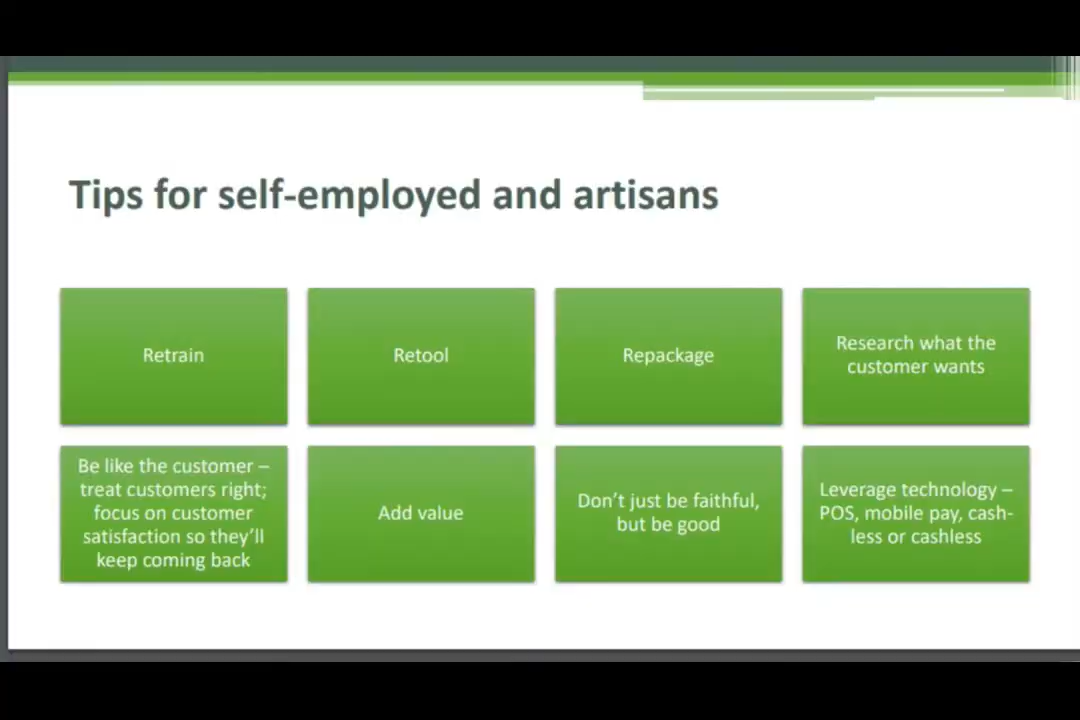 Tips for self-employed and artisans
Retrain
Retool
Repackage
Research what the
customer wants
Be like the customer –
treat customers right;
focus on customer
satisfaction so they'll
keep coming back
Add value
Don't just be faithful,
but be good
Leverage technology –
POS, mobile pay, cash-
less or cashless